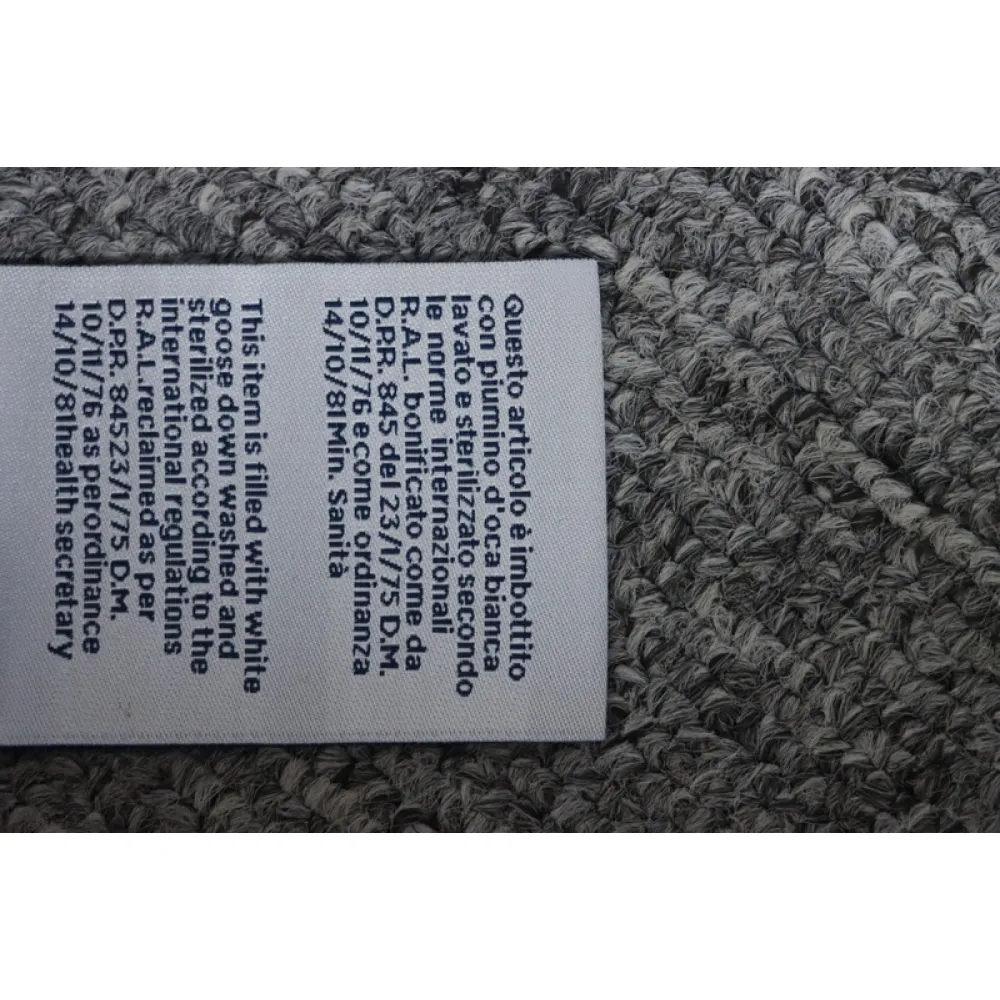 Questo articolo è imbottito
con piumino d'oca bianca
lavato e sterilizzato secondo
le norme internazionali
R.A.L. bonificato come da
D.P.R. 845 del 23/1/75 D.M.
10/11/76 e come ordinanza
14/10/81Min. Sanità
This item is filled with white
goose down washed and
sterilized according to the
international regulations
R.A.L.reclaimed as per
D.P.R. 84523/1/75 D.M.
10/11/76 as perordinance
14/10/81health secretary